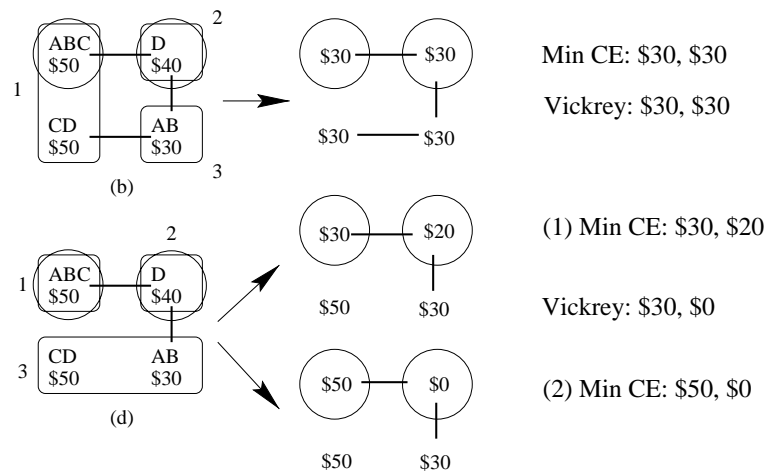 2
ABC D
$50 $40
1
CD AB
$50 $30
3
(b)
$30 $30
$30 $30
Min CE: $30, $30
Vickrey: $30, $30
2
1
ABC D
$50 $40
3
CD AB
$50 $30
(d)
$30 $20
$50 $30
$50 $0
$50 $30
(1) Min CE: $30, $20
Vickrey: $30, $0
(2) Min CE: $50, $0